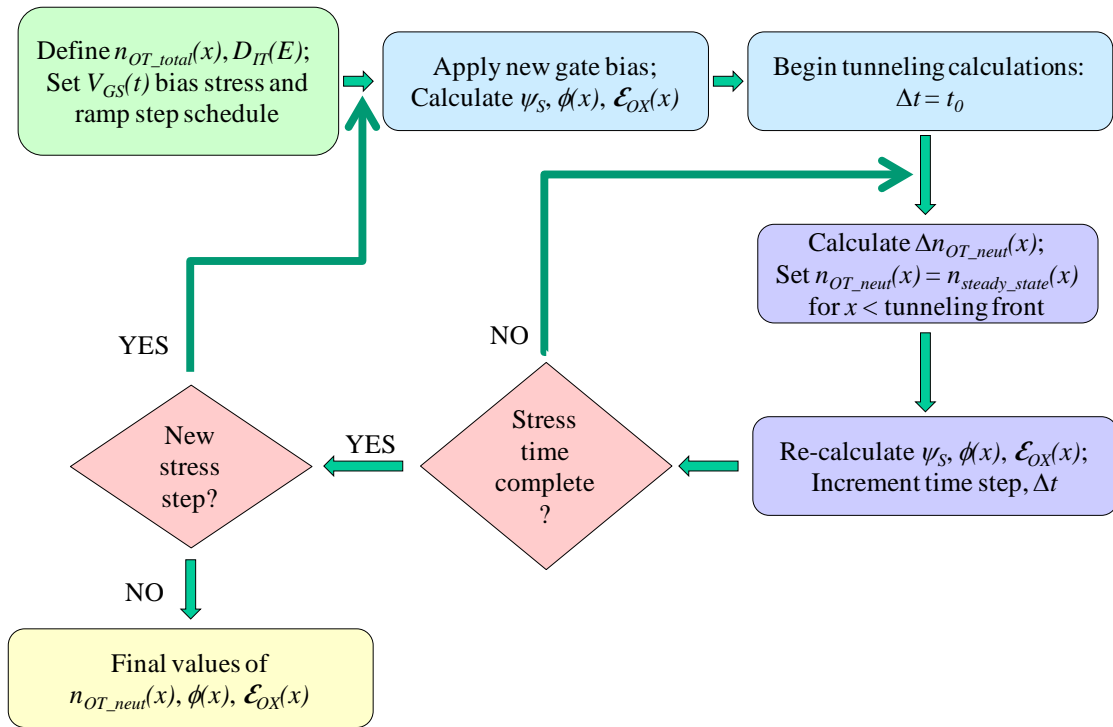 Define n_OT_total(x), D_IT(E);
Set V_GS(t) bias stress and
ramp step schedule
Apply new gate bias;
Calculate ψ_S, ϕ(x), ℰ_OX(x)
Begin tunneling calculations:
Δt = t_0
Calculate Δn_OT_neut(x);
Set n_OT_neut(x) = n_steady_state(x)
for x < tunneling front
Re-calculate ψ_S, ϕ(x), ℰ_OX(x);
Increment time step, Δt
NO
Stress
time
complete
?
YES
YES
New
stress
step?
NO
Final values of
n_OT_neut(x), ϕ(x), ℰ_OX(x)